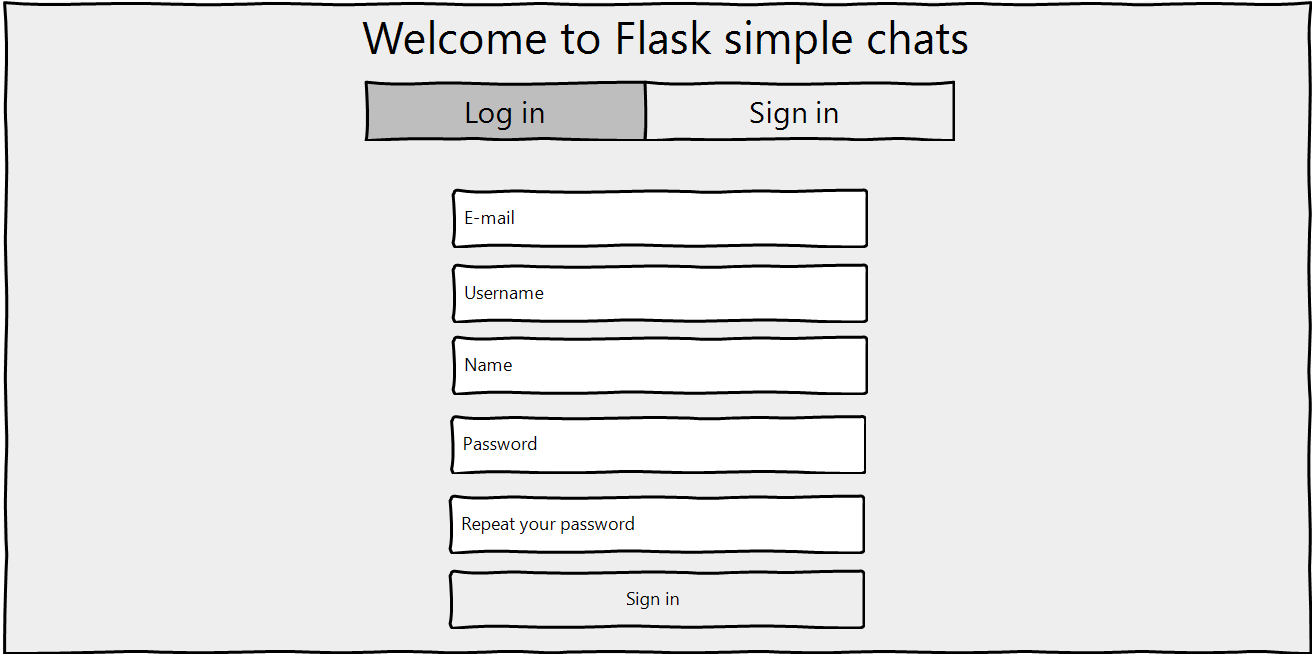 Welcome to Flask simple chats
Log in Sign in
E-mail
Username
Name
Password
Repeat your password
Sign in